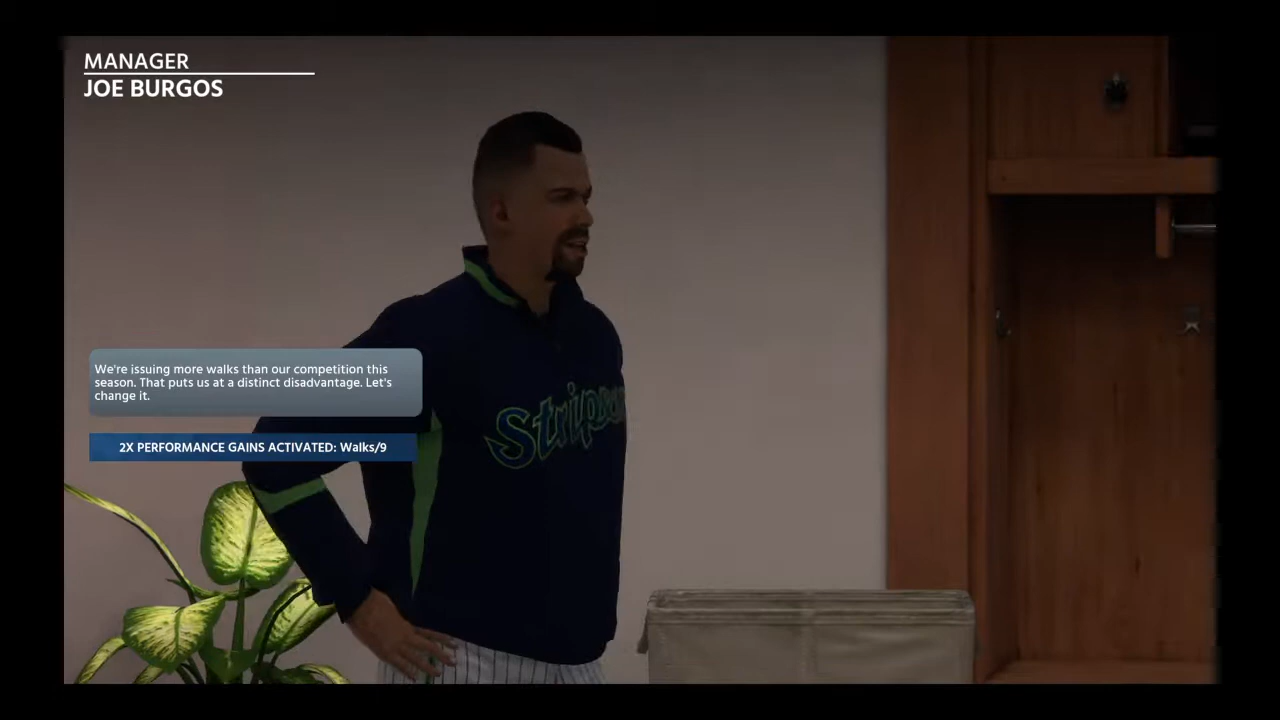 MANAGER
JOE BURGOS
We're issuing more walks than our competition this
season. That puts us at a distinct disadvantage. Let's
change it.
2X PERFORMANCE GAINS ACTIVATED: Walks/9